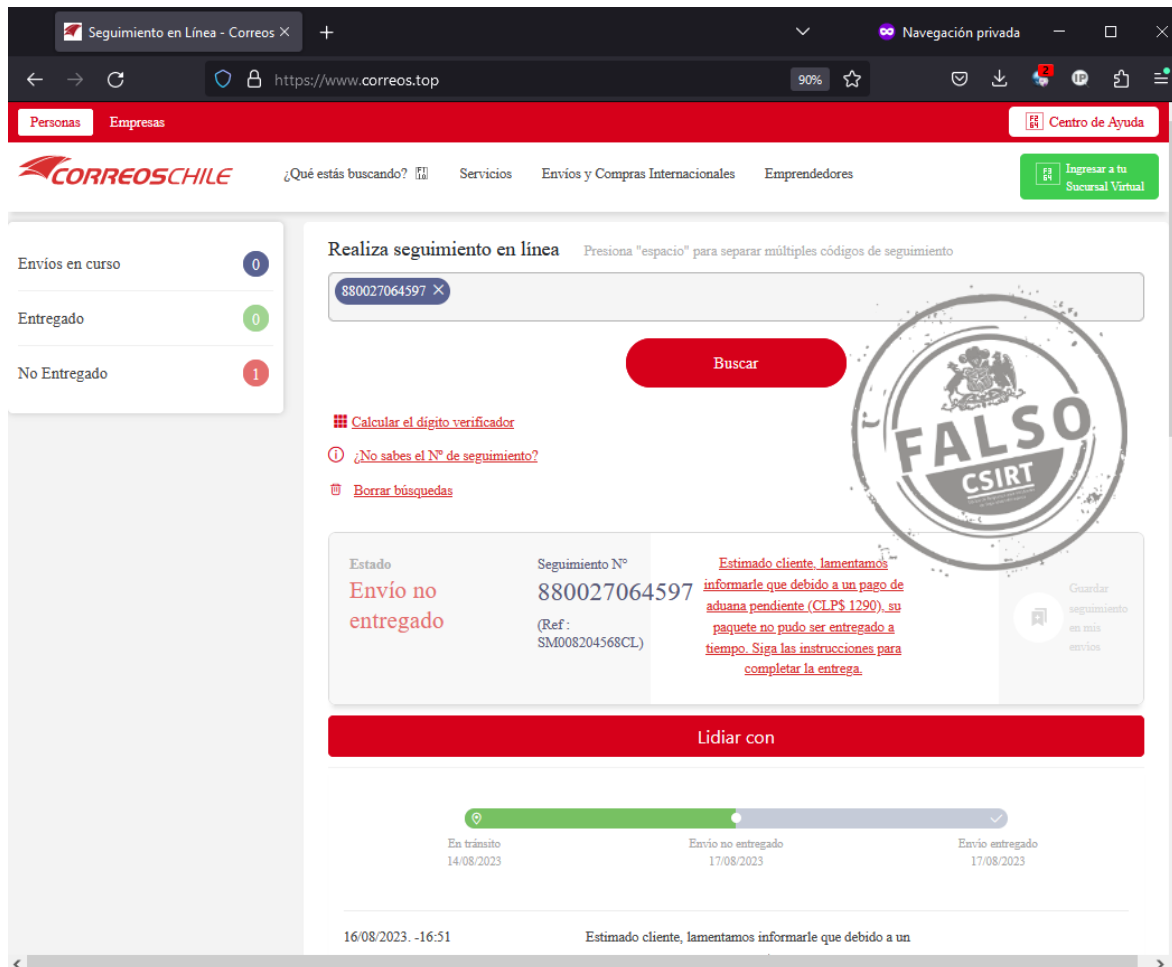 Seguimiento en Línea - Correos
Navegación privada
https://www.correos.top
90%
2
IP
Personas
Empresas
Centro de Ayuda
CORREOSCHILE
¿Qué estás buscando?
Servicios
Envíos y Compras Internacionales
Emprendedores
Ingresar a tu
Sucursal Virtual
Envíos en curso
0
Entregado
0
No Entregado
1
Realiza seguimiento en línea
Presiona "espacio" para separar múltiples códigos de seguimiento
880027064597
Buscar
FALSO
CSIRT
Calcular el dígito verificador
¿No sabes el Nº de seguimiento?
Borrar búsquedas
Estado
Envío no
entregado
Seguimiento Nº
880027064597
(Ref :
SM008204568CL)
Estimado cliente, lamentamos
informarle que debido a un pago de
aduana pendiente (CLP$ 1290), su
paquete no pudo ser entregado a
tiempo. Siga las instrucciones para
completar la entrega.
Guardar
seguimiento
en mis
envíos
Lidiar con
En tránsito
14/08/2023
Envío no entregado
17/08/2023
Envío entregado
17/08/2023
16/08/2023. -16:51
Estimado cliente, lamentamos informarle que debido a un